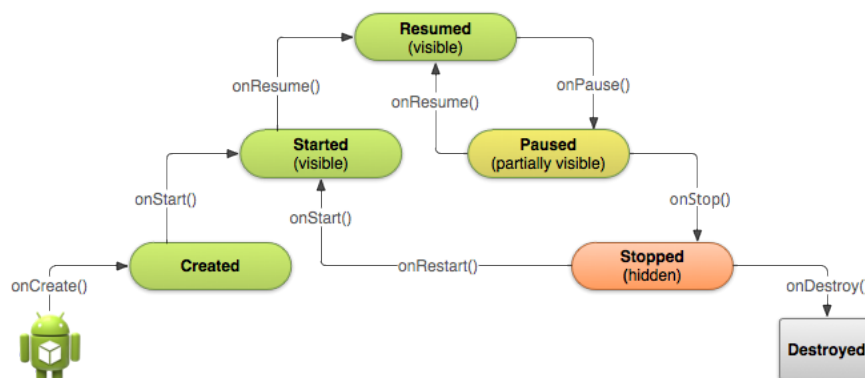 Resumed
(visible)
onResume()
onResume()
onPause()
Started
(visible)
Paused
(partially visible)
onStart()
onStart()
onStop()
Created
onRestart()
Stopped
(hidden)
onCreate()
onDestroy()
Destroyed